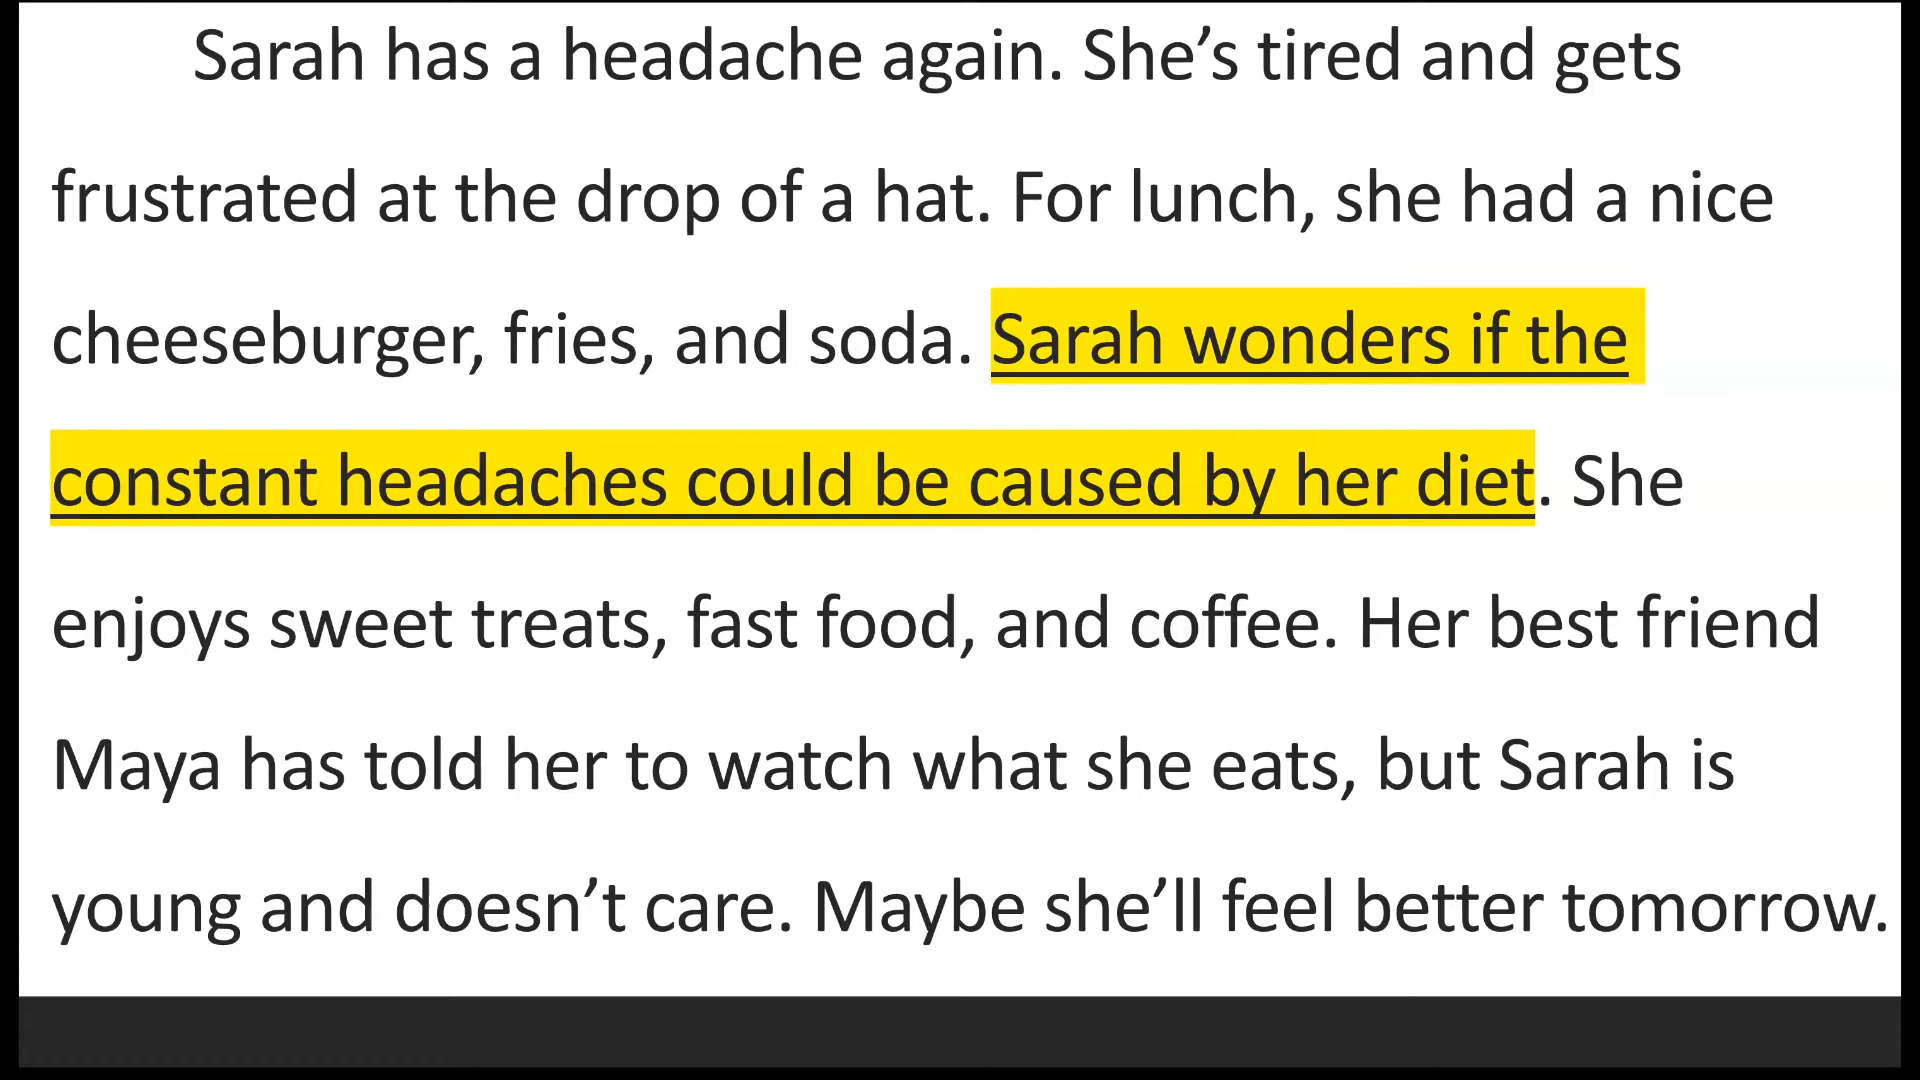 Sarah has a headache again. She’s tired and gets
frustrated at the drop of a hat. For lunch, she had a nice
cheeseburger, fries, and soda. Sarah wonders if the
constant headaches could be caused by her diet. She
enjoys sweet treats, fast food, and coffee. Her best friend
Maya has told her to watch what she eats, but Sarah is
young and doesn’t care. Maybe she’ll feel better tomorrow.